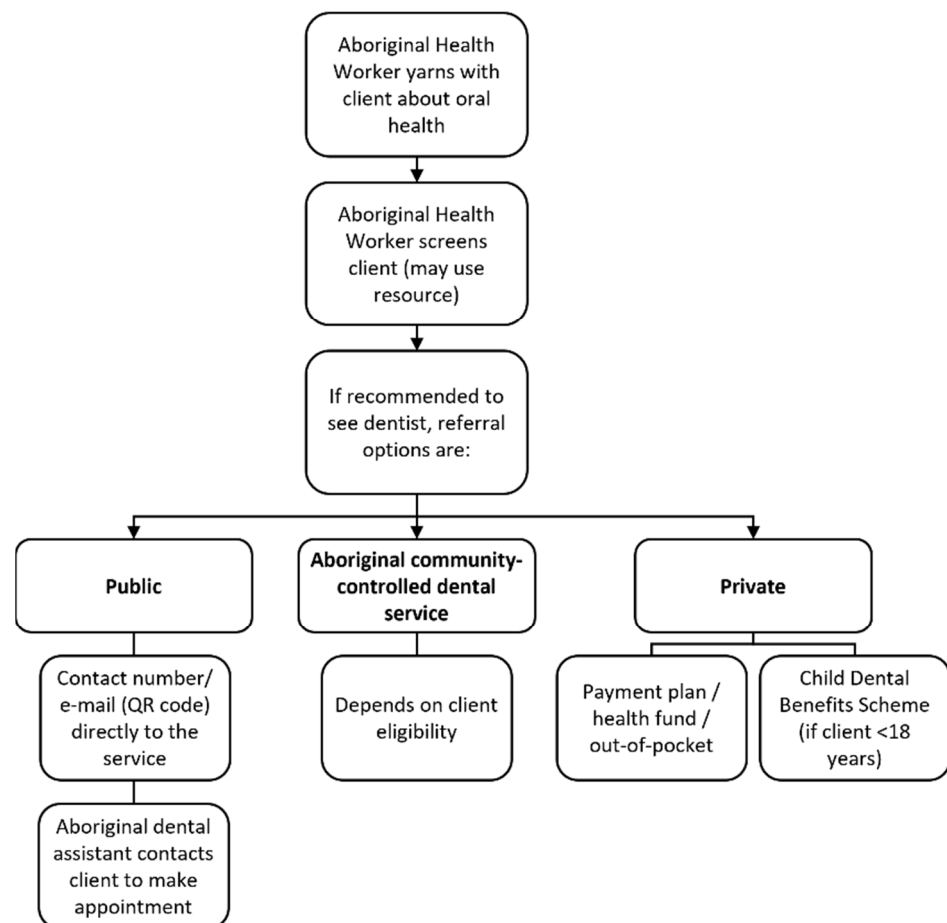 Aboriginal Health
Worker yarns with
client about oral
health
Aboriginal Health
Worker screens
client (may use
resource)
If recommended to
see dentist, referral
options are:
Public
Aboriginal community-
controlled dental
service
Private
Contact number/
e-mail (QR code)
directly to the
service
Depends on client
eligibility
Payment plan /
health fund /
out-of-pocket
Child Dental
Benefits Scheme
(if client <18
years)
Aboriginal dental
assistant contacts
client to make
appointment